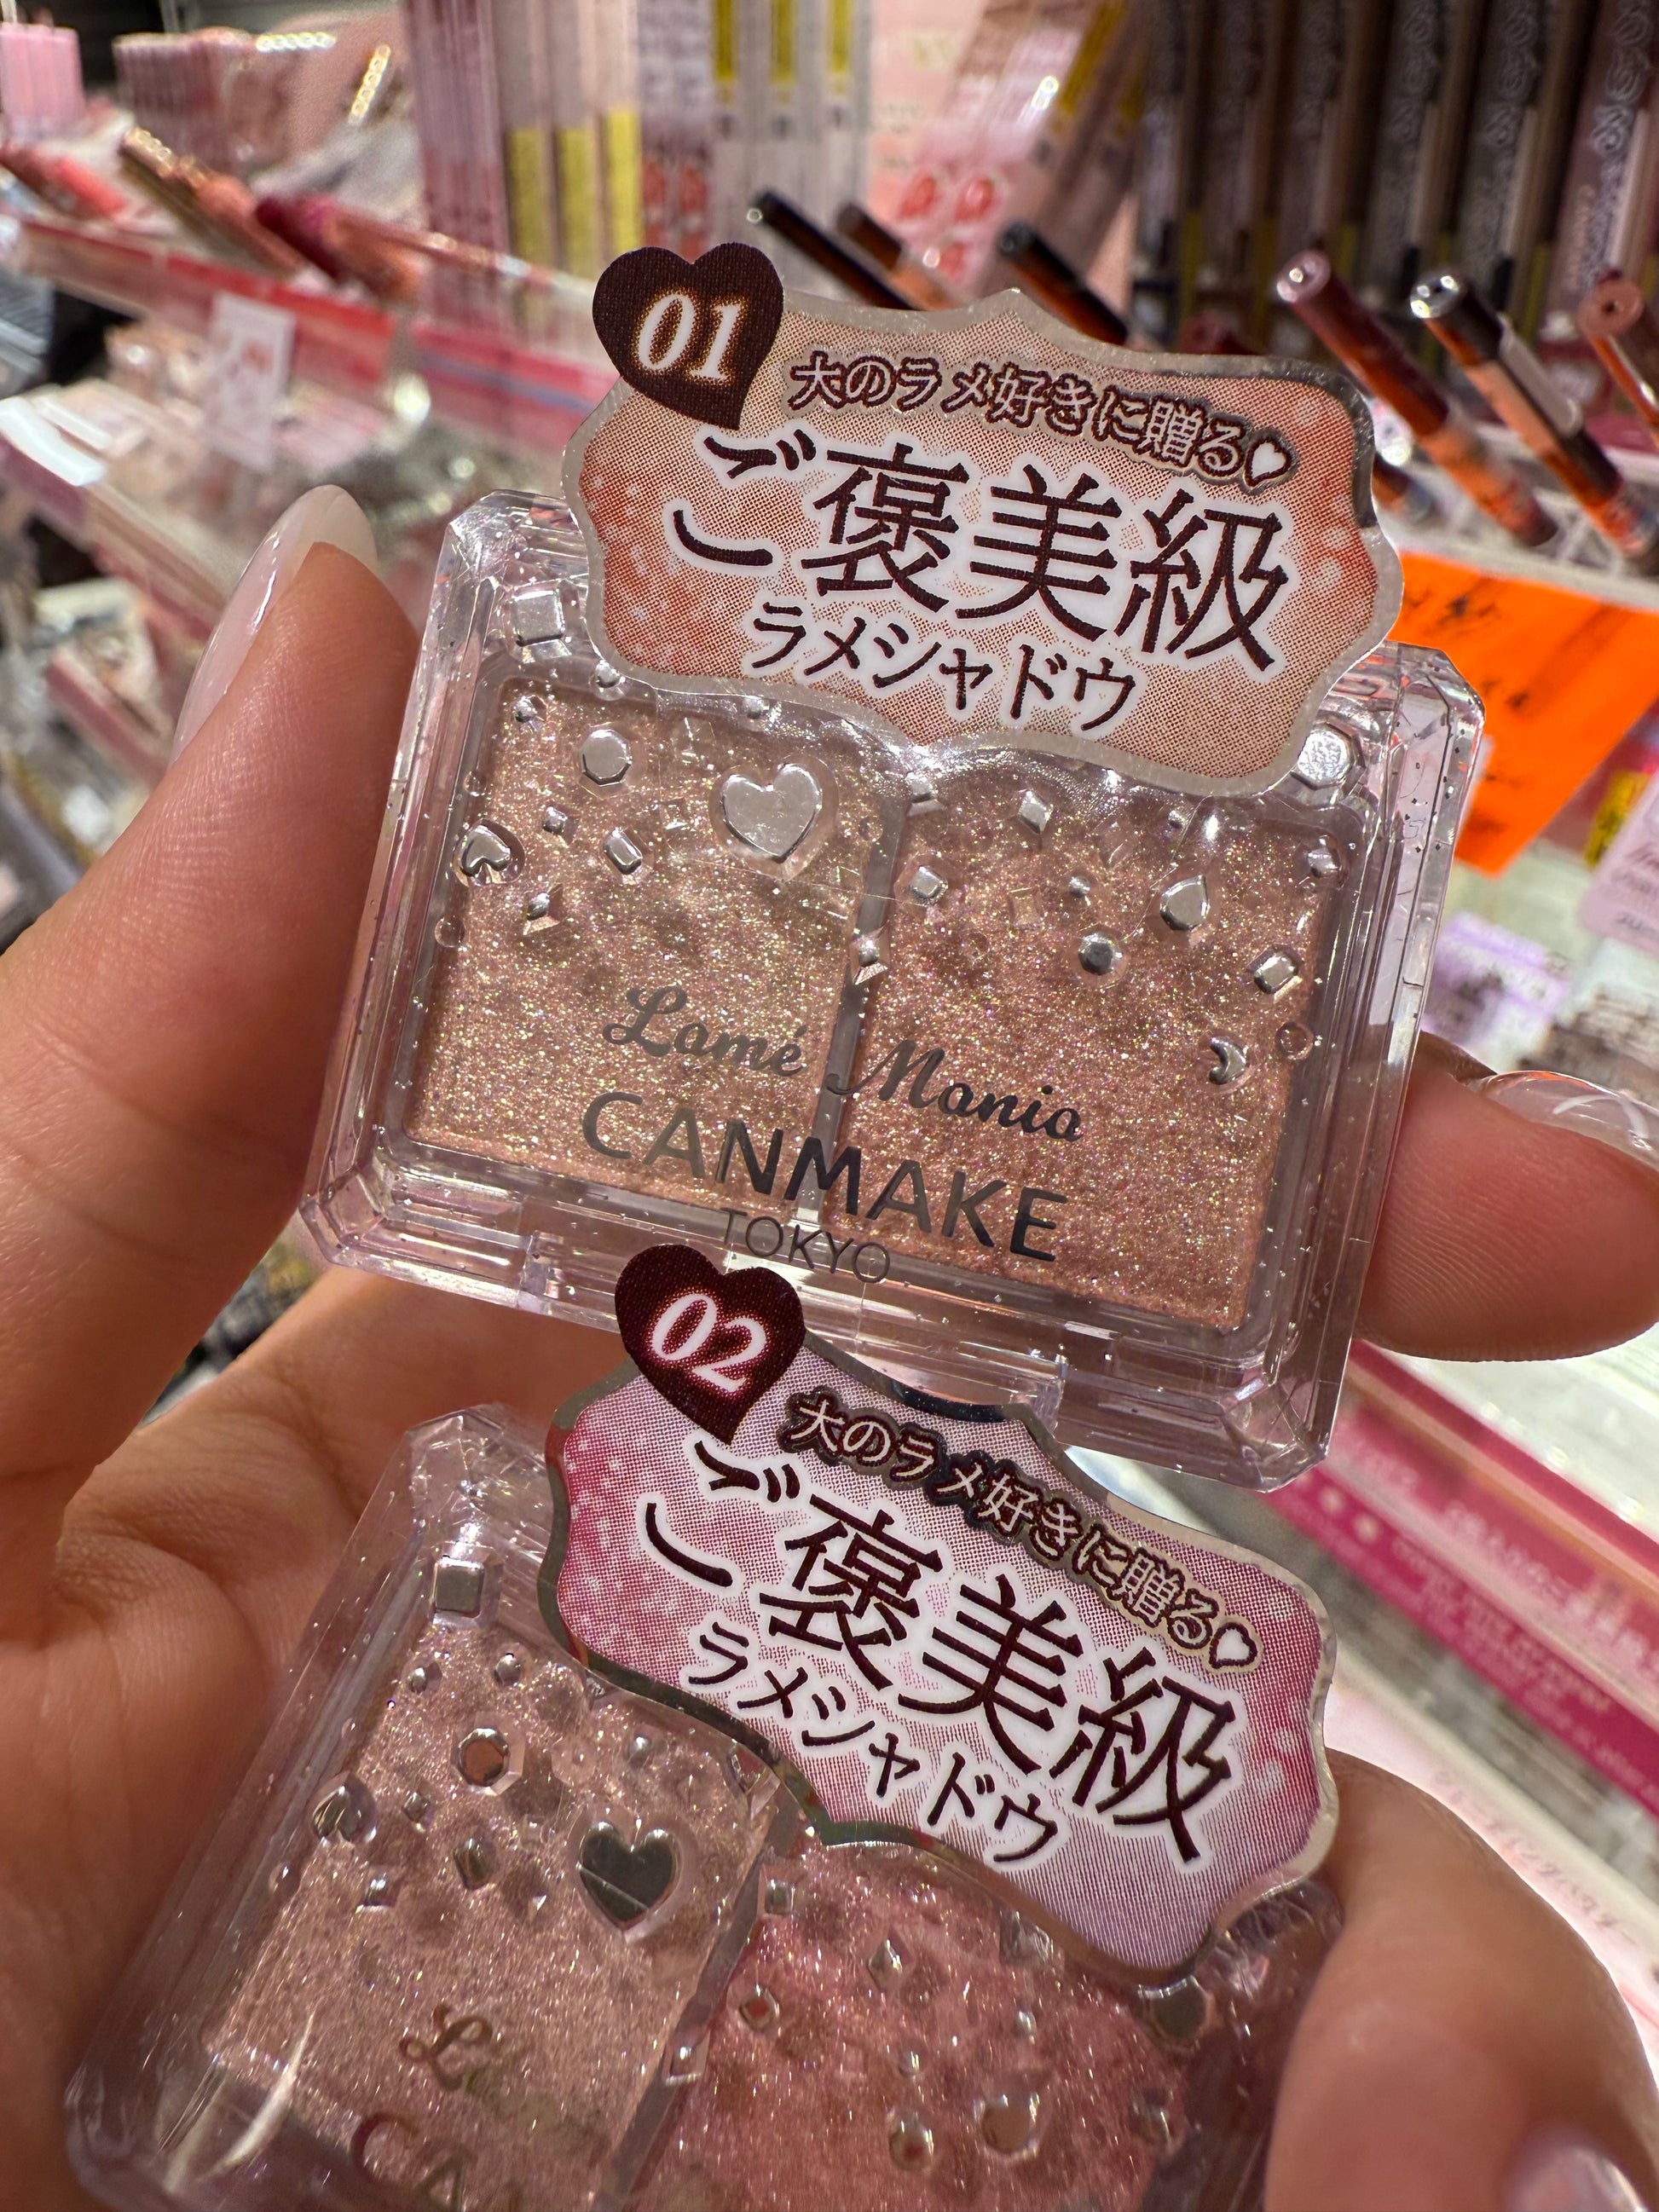 01
大のラメ好きに贈る♡
ご褒美級
ラメシャドウ
Lamé Mania
CANMAKE
TOKYO
02
大のラメ好きに贈る♡
ご褒美級
ラメシャドウ